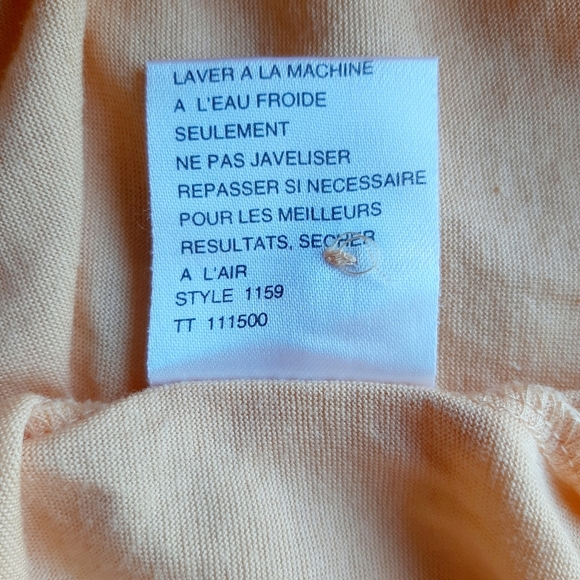 LAVER A LA MACHINE
A L'EAU FROIDE
SEULEMENT
NE PAS JAVELISER
REPASSER SI NECESSAIRE
POUR LES MEILLEURS
RESULTATS, SECHER
A L'AIR
STYLE 1159
TT 111500